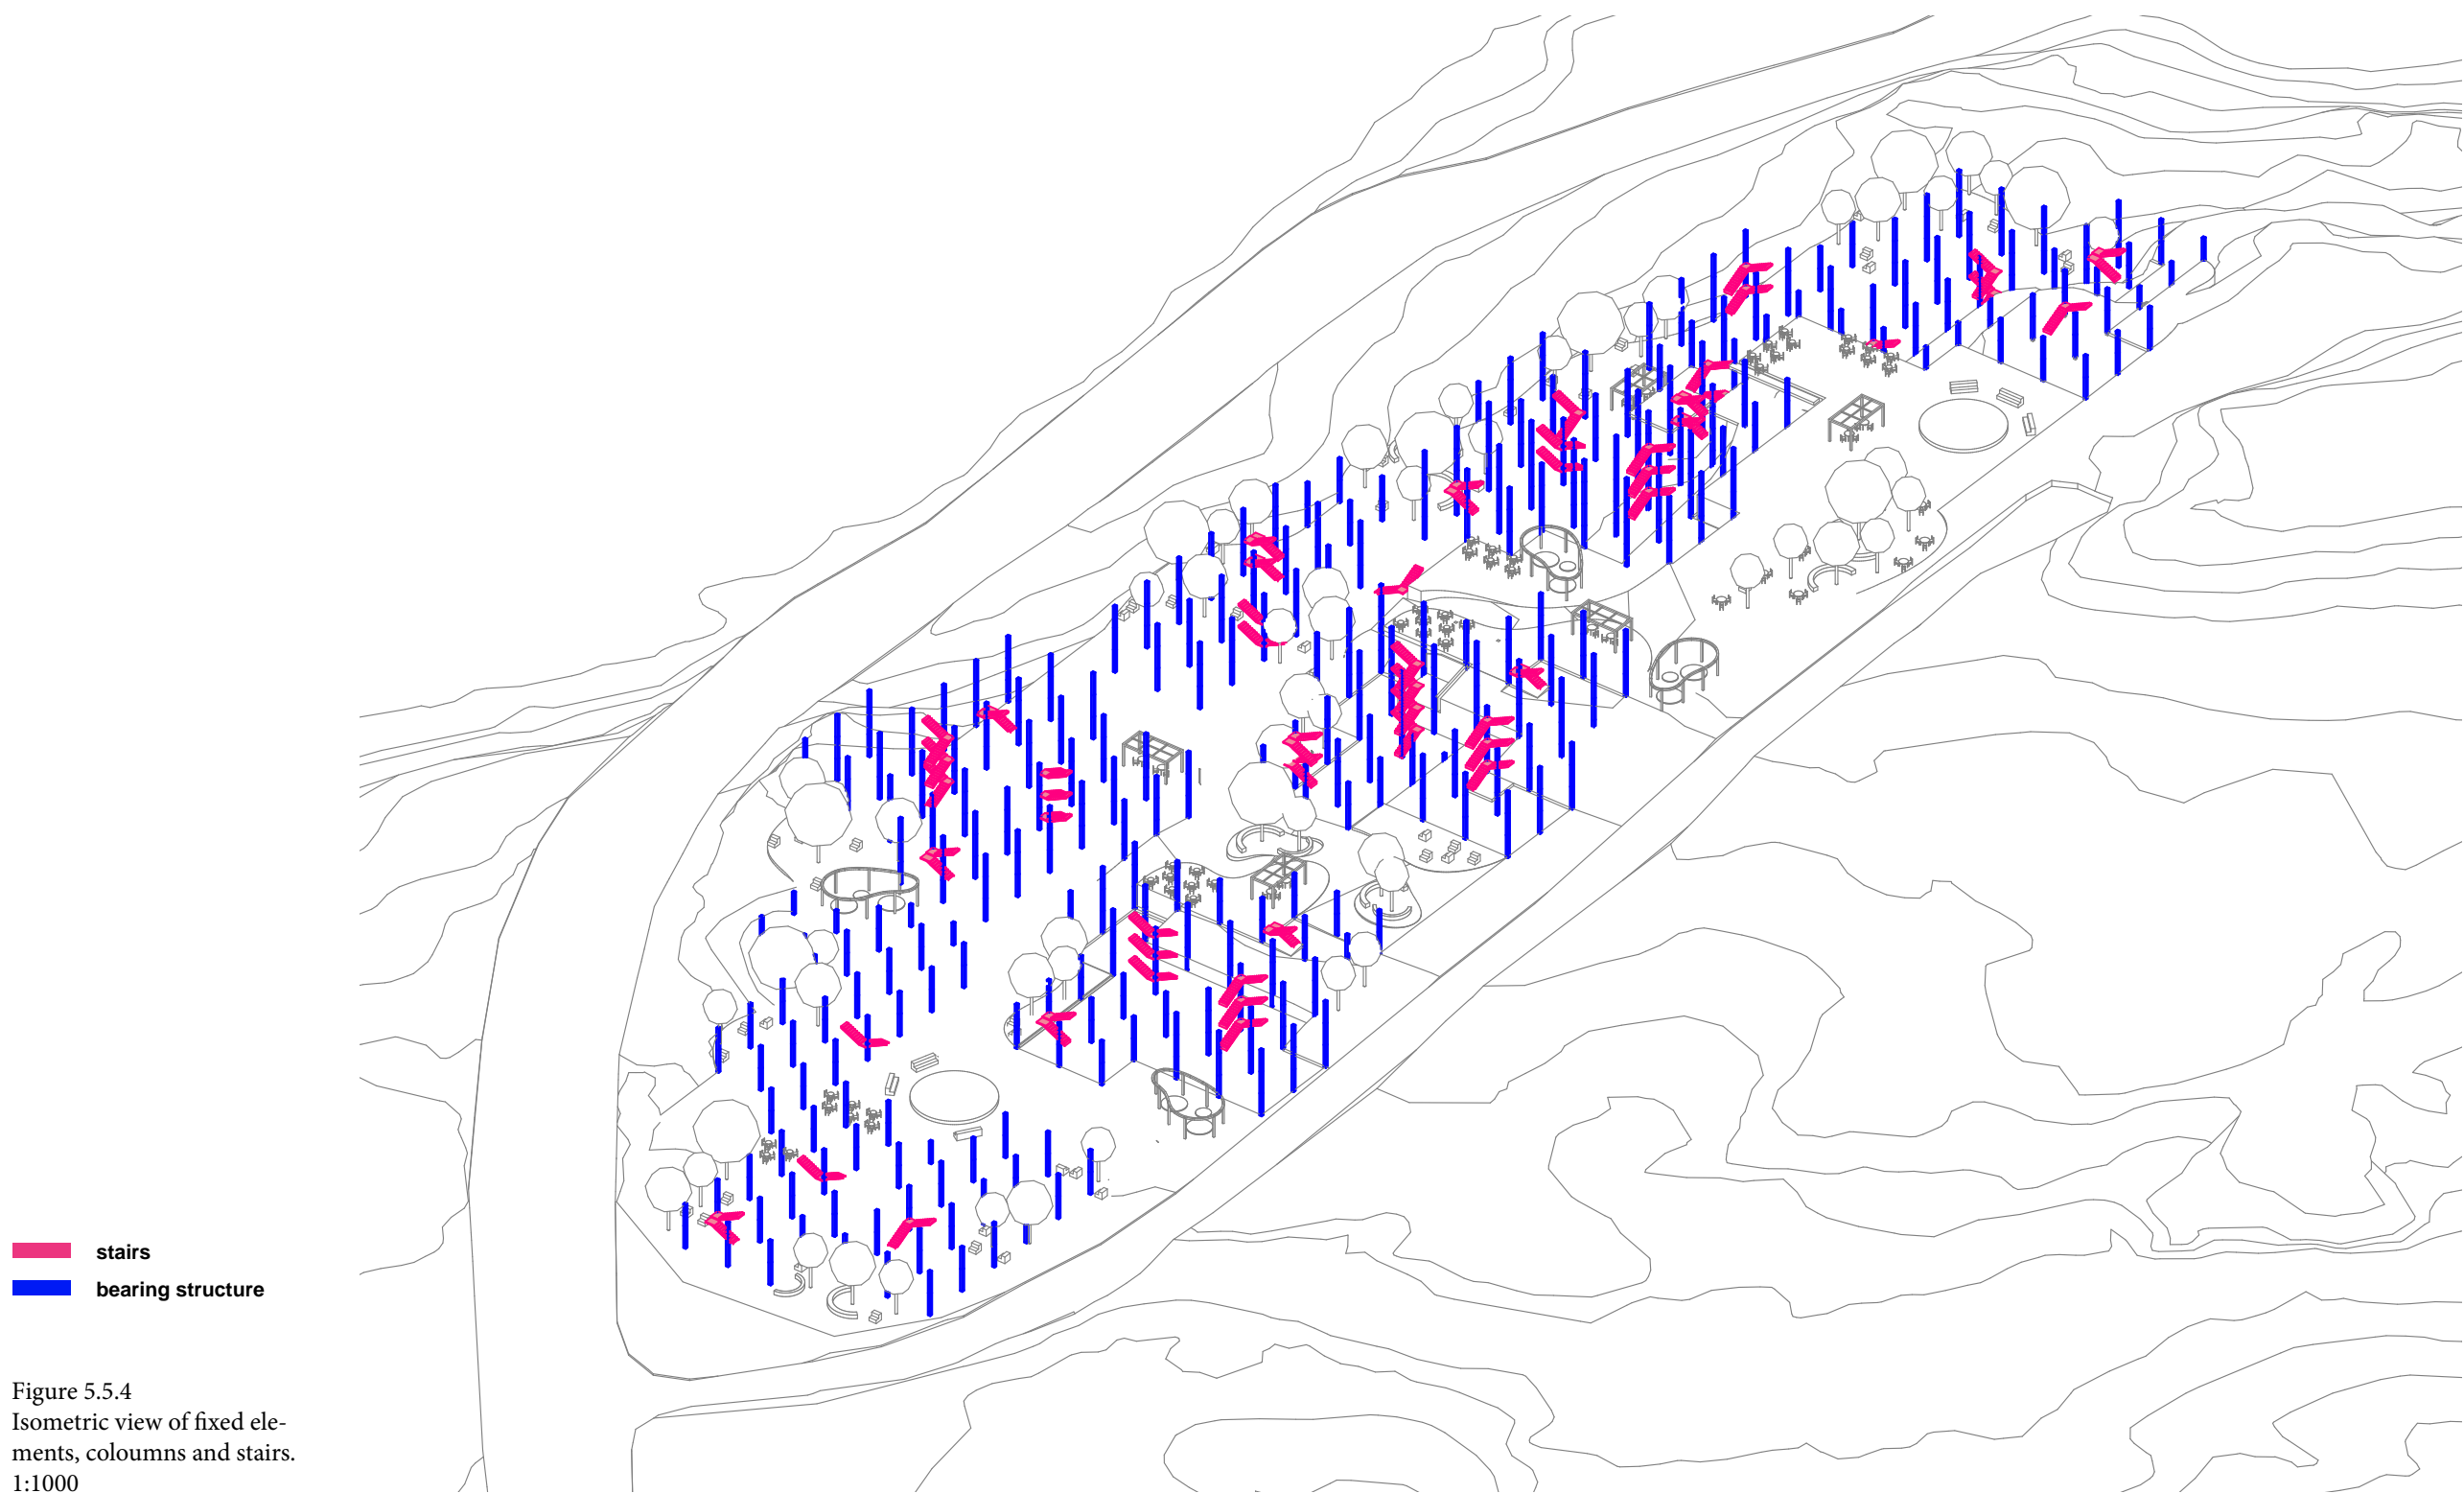 stairs
bearing structure
Figure 5.5.4
Isometric view of fixed ele-
ments, coloumns and stairs.
1:1000